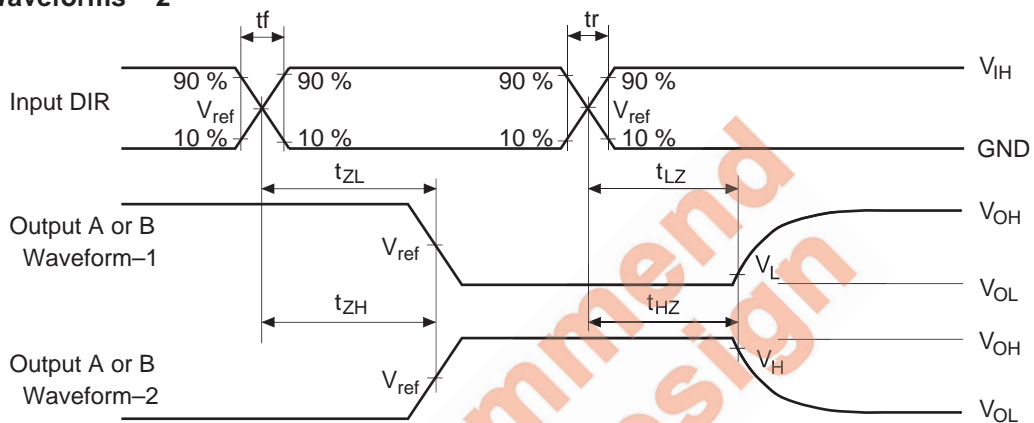 Waveforms – 2
tf tr
90 % 90 % 90 % 90 % V_IH
Input DIR V_ref V_ref
10 % 10 % 10 % 10 % GND
t_ZL t_LZ
Output A or B V_OH
Waveform–1 V_ref V_L
V_OL
t_ZH t_HZ
V_OH
Output A or B V_H
Waveform–2 V_ref
V_OL
mmend
esign